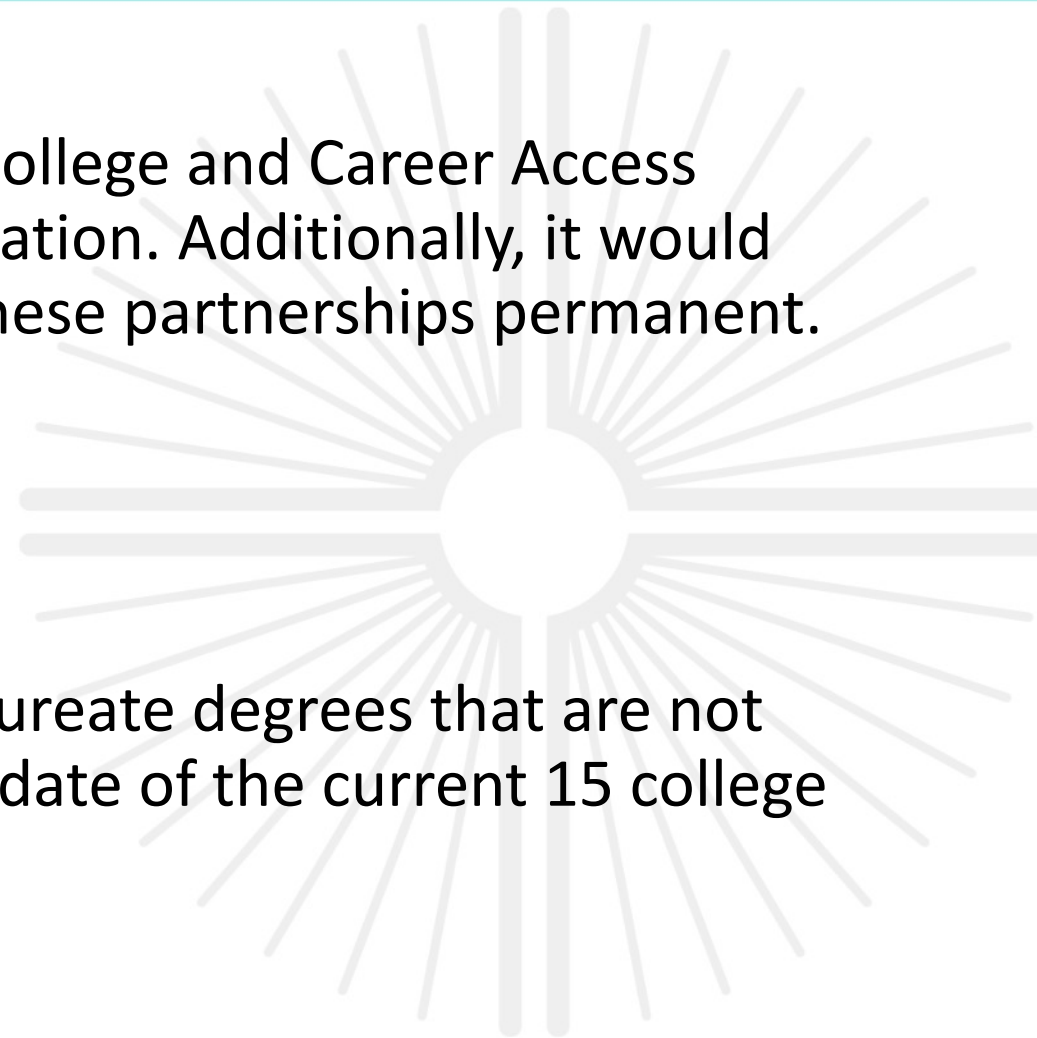 ollege and Career Access
ation. Additionally, it would
hese partnerships permanent.
ureate degrees that are not
date of the current 15 college